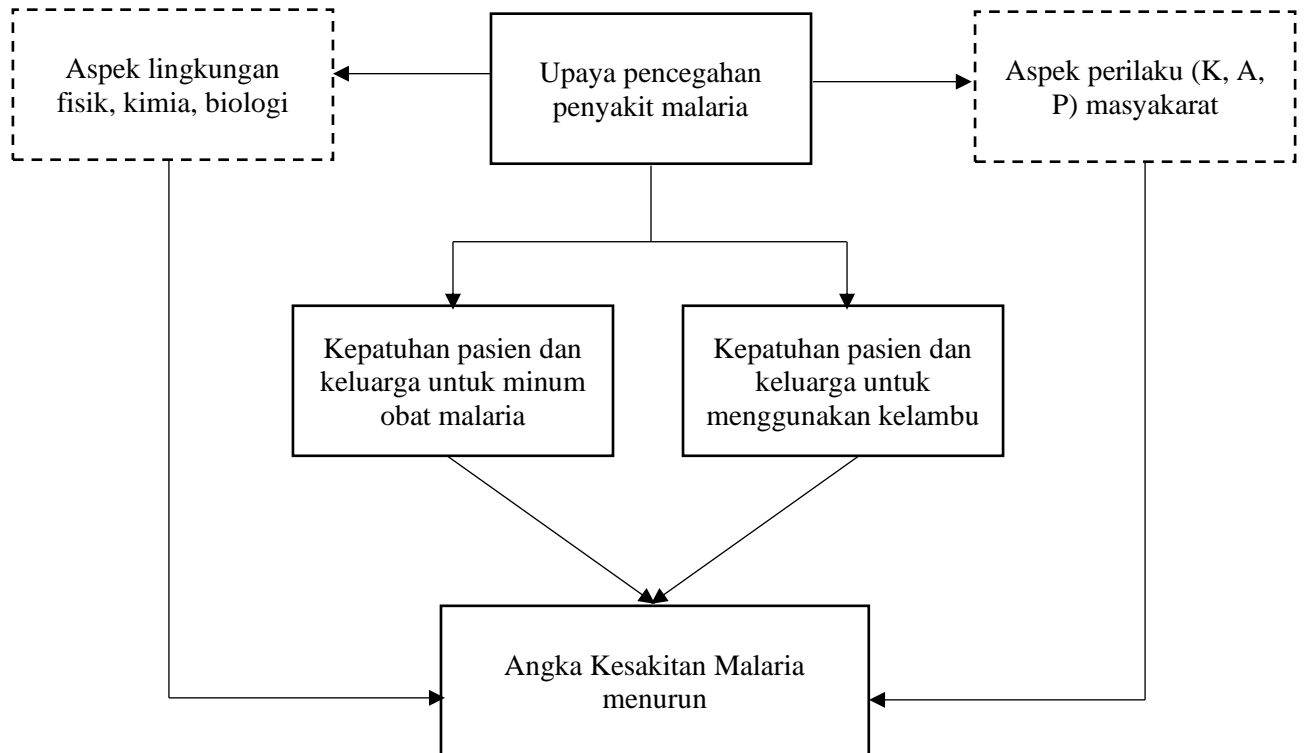 Aspek lingkungan
fisik, kimia, biologi
Upaya pencegahan
penyakit malaria
Aspek perilaku (K, A,
P) masyakarat
Kepatuhan pasien dan
keluarga untuk minum
obat malaria
Kepatuhan pasien dan
keluarga untuk
menggunakan kelambu
Angka Kesakitan Malaria
menurun